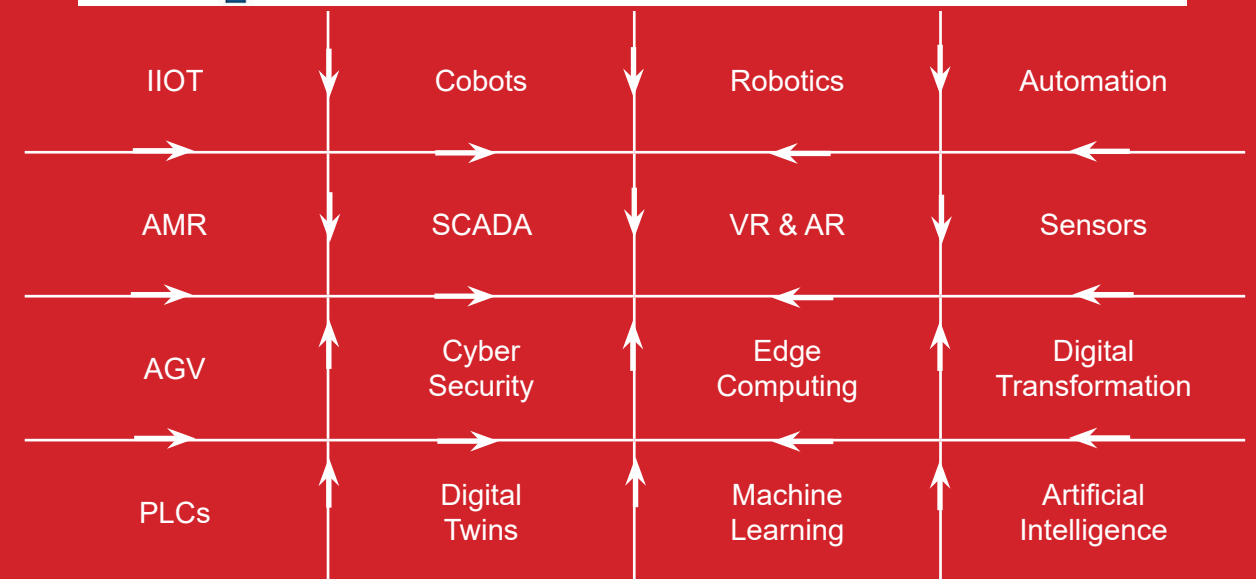 IIOT
Cobots
Robotics
Automation
AMR
SCADA
VR & AR
Sensors
AGV
Cyber
Security
Edge
Computing
Digital
Transformation
PLCs
Digital
Twins
Machine
Learning
Artificial
Intelligence